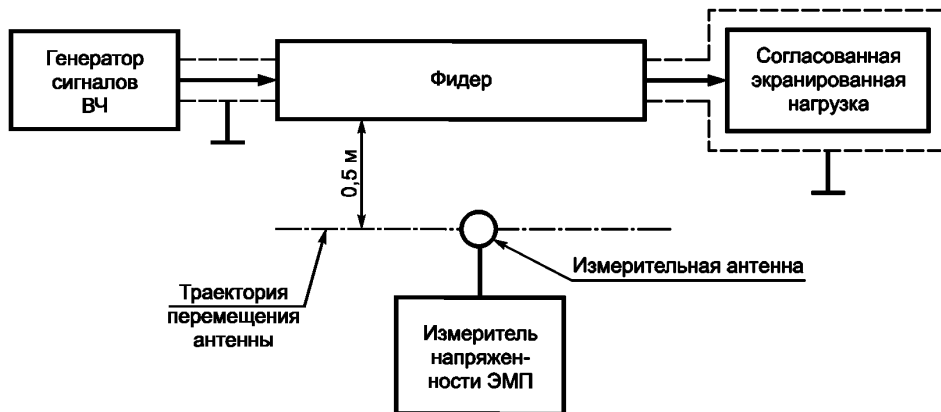 Генератор
сигналов
ВЧ
Фидер
Согласованная
экранированная
нагрузка
0,5 м
Измерительная антенна
Траектория
перемещения
антенны
Измеритель
напряжен-
ности ЭМП